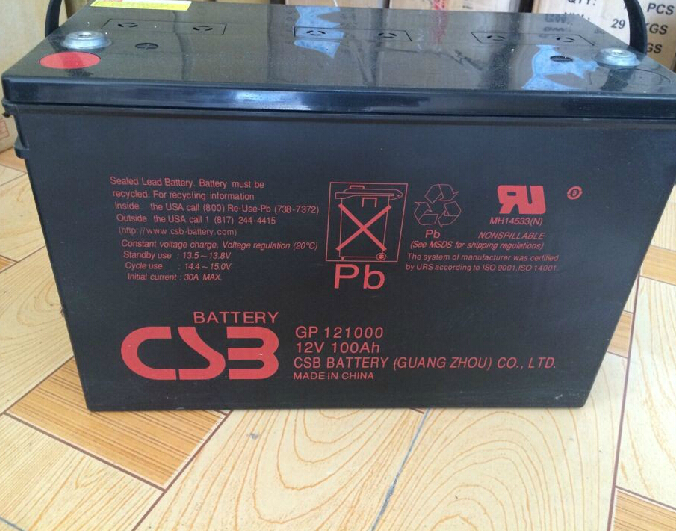 PCS
29 KGS
GS
Sealed Lead Battery. Battery must be
recycled. For recycling information
Inside the USA call (800) Re-Use-Pb (738-7372)
Outside the USA call 1 (817) 244-4415
(http://www.csb-battery.com)
Constant voltage charge. Voltage regulation (20°C)
Standby use : 13.5~13.8V
Cycle use : 14.4~15.0V
Initial current : 30A MAX.
Pb
Pb
MH14533(N)
NONSPILLABLE
(See MSDS for shaping regulations)
The system of manufacturer was certified
by URS according to ISO 9001,ISO 14001.
BATTERY
CSB
GP 121000
12V 100Ah
CSB BATTERY (GUANG ZHOU) CO., LTD.
MADE IN CHINA